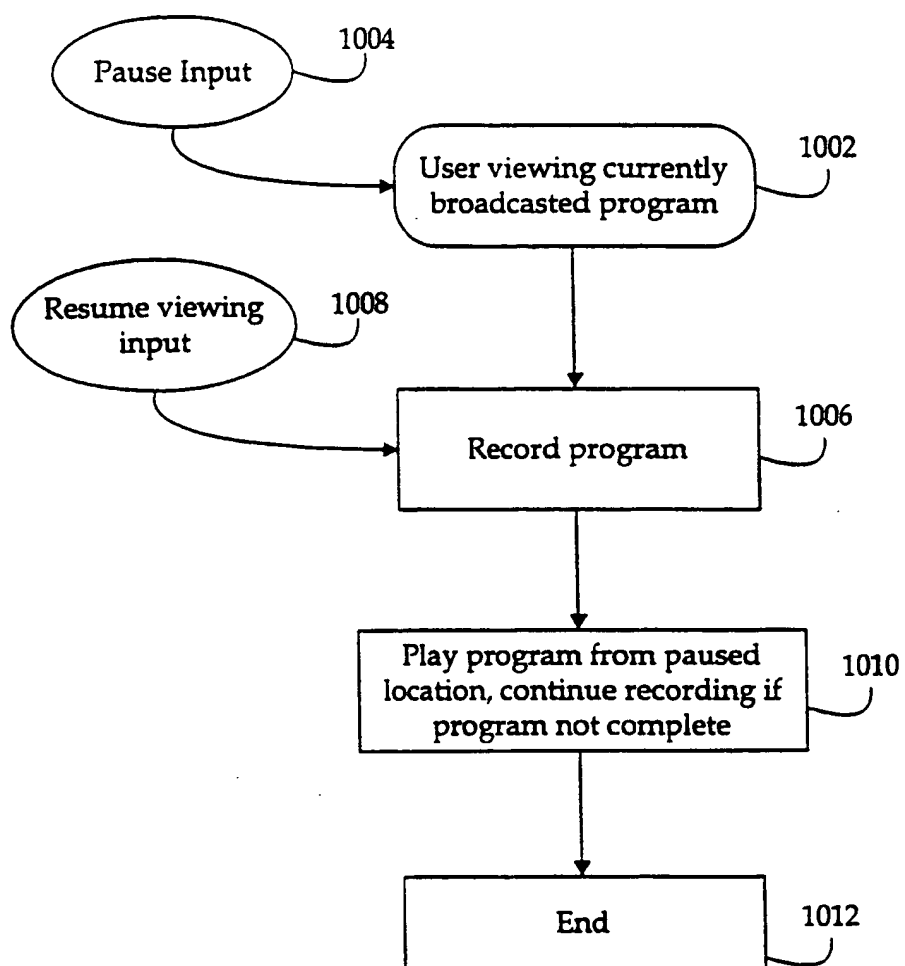 1004
Pause Input
1002
User viewing currently
broadcasted program
1008
Resume viewing
input
1006
Record program
Play program from paused
location, continue recording if
program not complete
1010
End
1012